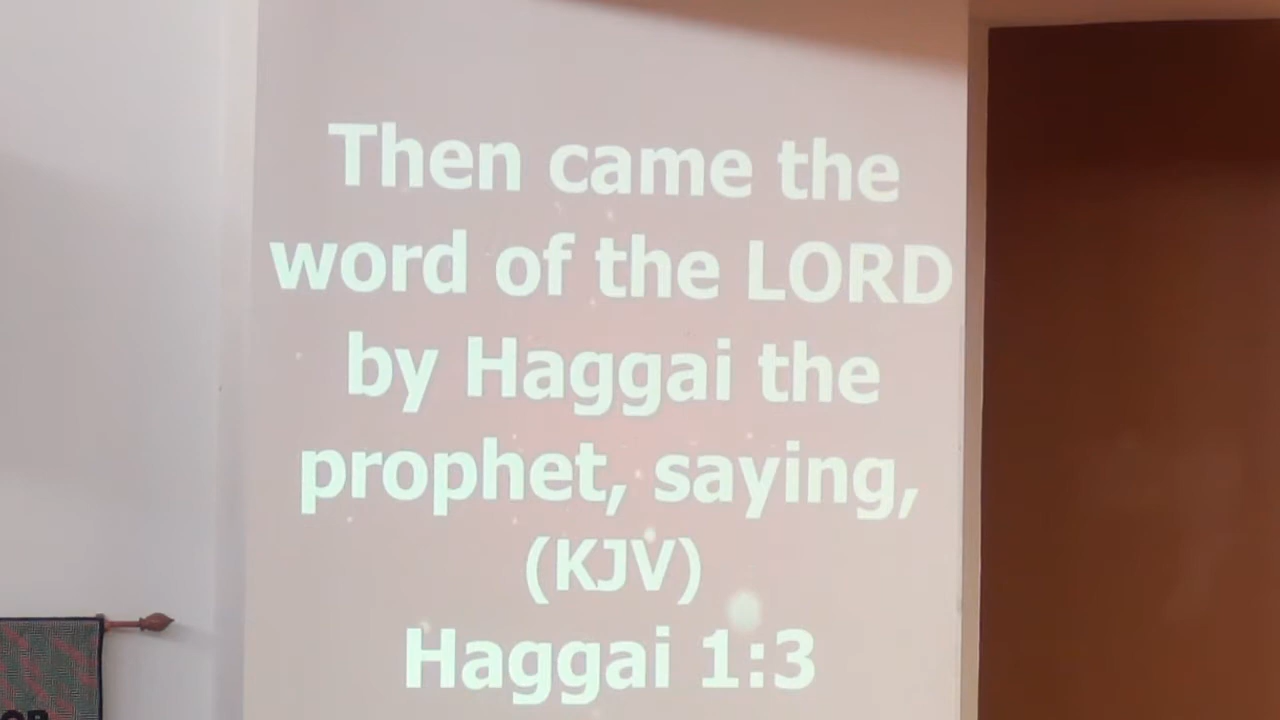 Then came the
word of the LORD
by Haggai the
prophet, saying,
(KJV)
Haggai 1:3